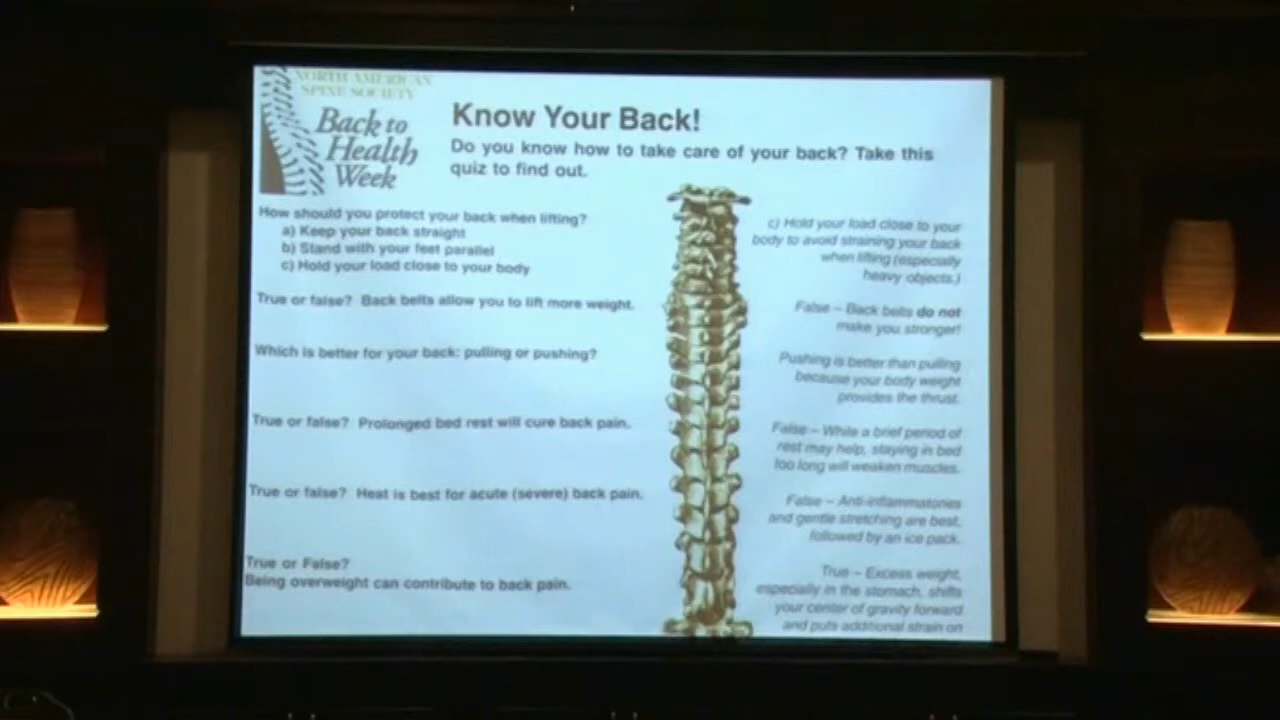 NORTH AMERICAN
SPINE SOCIETY
Back to
Health
Week
Know Your Back!
Do you know how to take care of your back? Take this
quiz to find out.
How should you protect your back when lifting?
a) Keep your back straight
b) Stand with your feet parallel
c) Hold your load close to your body
c) Hold your load close to your
body to avoid straining your back
when lifting (especially
heavy objects.)
True or false? Back belts allow you to lift more weight.
False – Back belts do not
make you stronger!
Which is better for your back: pulling or pushing?
Pushing is better than pulling
because your body weight
provides the thrust.
True or false? Prolonged bed rest will cure back pain.
False – While a brief period of
rest may help, staying in bed
too long will weaken muscles.
True or false? Heat is best for acute (severe) back pain.
False – Anti-inflammatories
and gentle stretching are best,
followed by an ice pack.
True or False?
Being overweight can contribute to back pain.
True – Excess weight,
especially in the stomach, shifts
your center of gravity forward
and puts additional strain on